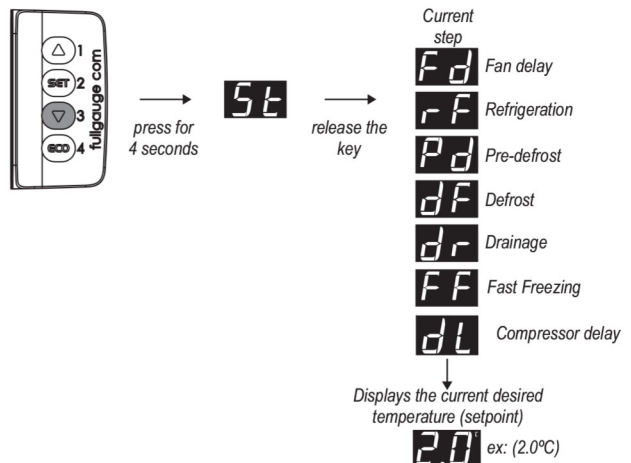 1
SET 2
3
ECO 4
fullgauge.com
press for
4 seconds
St
release the
key
Current
step
Fd Fan delay
rF Refrigeration
Pd Pre-defrost
dF Defrost
dr Drainage
FF Fast Freezing
dL Compressor delay
Displays the current desired
temperature (setpoint)
2.0 ex: (2.0ºC)